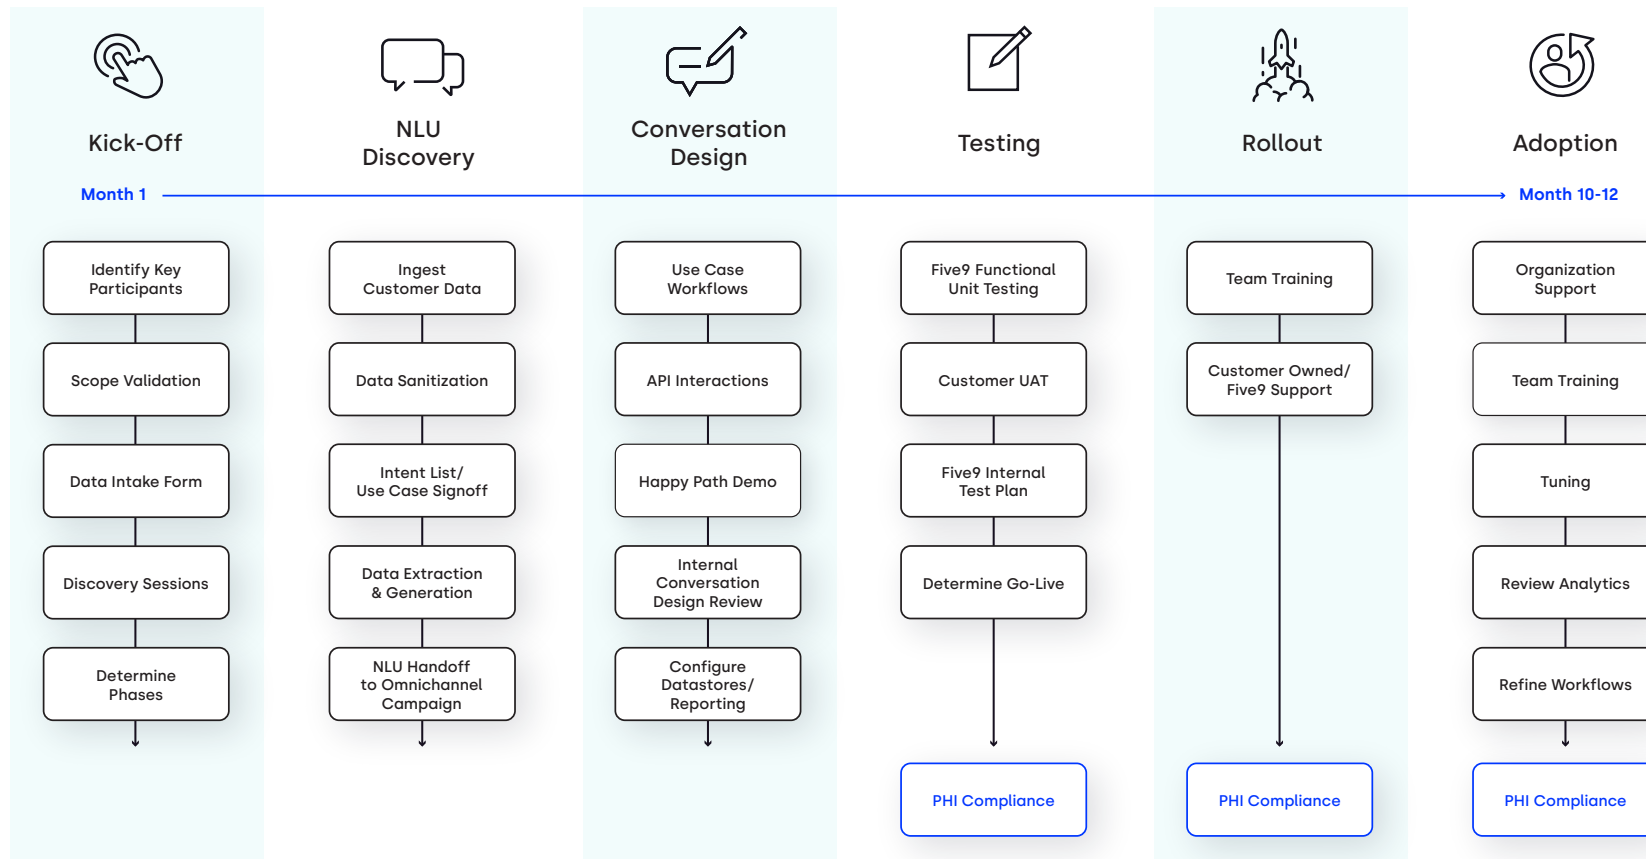 Kick-Off
NLU
Discovery
Conversation
Design
Testing
Rollout
Adoption
Month 1
Month 10-12
Identify Key
Participants
Scope Validation
Data Intake Form
Discovery Sessions
Determine
Phases
Ingest
Customer Data
Data Sanitization
Intent List/
Use Case Signoff
Data Extraction
& Generation
NLU Handoff
to Omnichannel
Campaign
Use Case
Workflows
API Interactions
Happy Path Demo
Internal
Conversation
Design Review
Configure
Datastores/
Reporting
Five9 Functional
Unit Testing
Customer UAT
Five9 Internal
Test Plan
Determine Go-Live
PHI Compliance
Team Training
Customer Owned/
Five9 Support
PHI Compliance
Organization
Support
Team Training
Tuning
Review Analytics
Refine Workflows
PHI Compliance